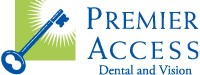 PREMIER
ACCESS
Dental and Vision